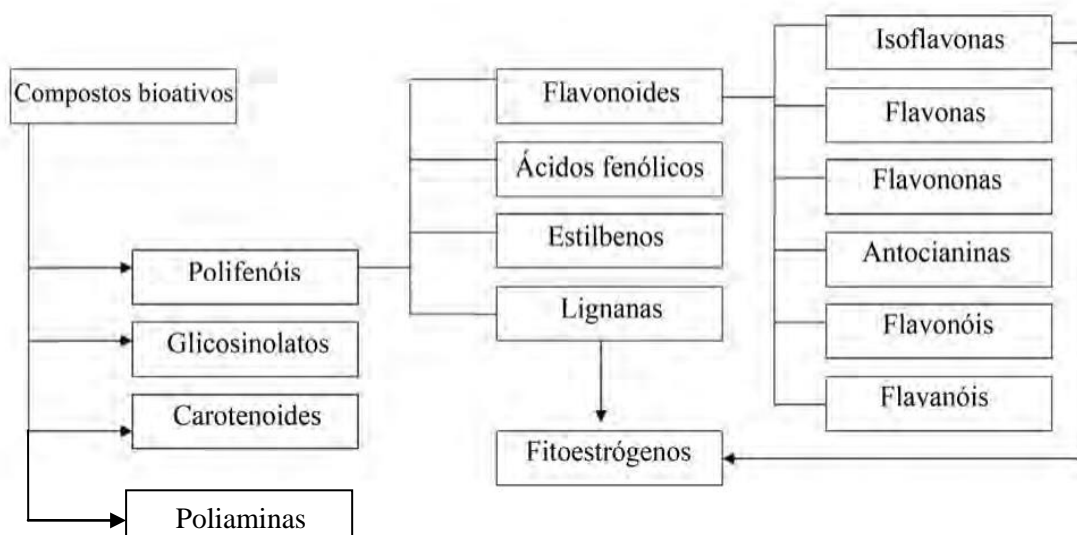 Compostos bioativos
Polifenóis
Glicosinolatos
Carotenoides
Poliaminas
Flavonoides
Ácidos fenólicos
Estilbenos
Lignanas
Fitoestrógenos
Isoflavonas
Flavonas
Flavononas
Antocianinas
Flavonóis
Flavanóis